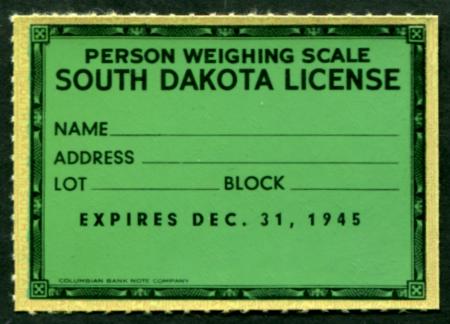 PERSON WEIGHING SCALE
SOUTH DAKOTA LICENSE
NAME
ADDRESS
LOT BLOCK
EXPIRES DEC. 31, 1945
COLUMBIAN BANK NOTE COMPANY